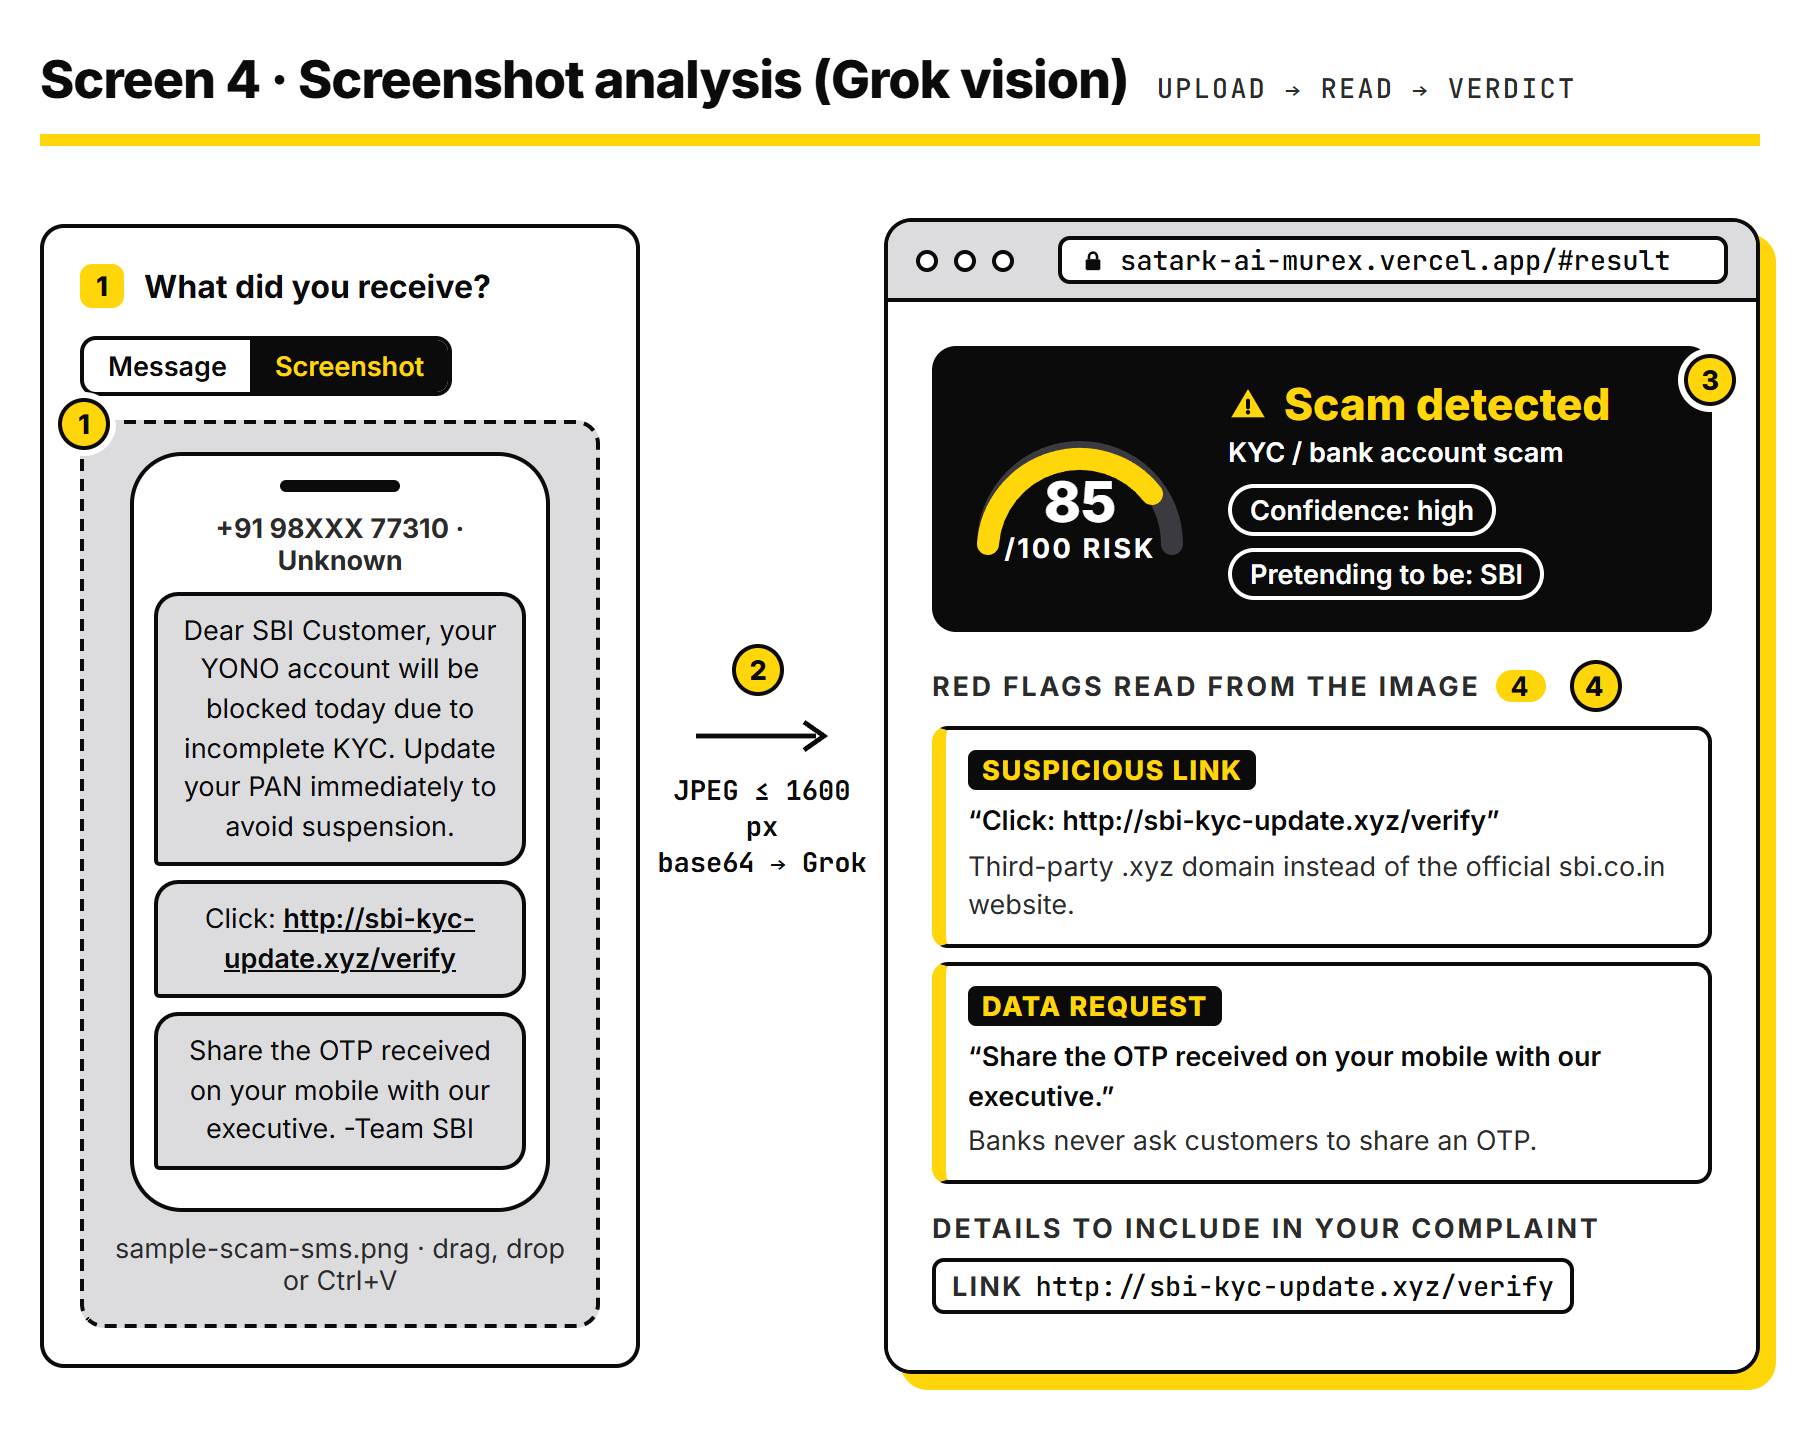 Screen 4 · Screenshot analysis (Grok vision) UPLOAD → READ → VERDICT
1 What did you receive?
Message Screenshot
1
+91 98XXX 77310 ·
Unknown
Dear SBI Customer, your
YONO account will be
blocked today due to
incomplete KYC. Update
your PAN immediately to
avoid suspension.
Click: http://sbi-kyc-
update.xyz/verify
Share the OTP received
on your mobile with our
executive. -Team SBI
sample-scam-sms.png · drag, drop
or Ctrl+V
2
JPEG ≤ 1600
px
base64 → Grok
satark-ai-murex.vercel.app/#result
3
Scam detected
KYC / bank account scam
Confidence: high
Pretending to be: SBI
85
/100 RISK
RED FLAGS READ FROM THE IMAGE 4 4
SUSPICIOUS LINK
“Click: http://sbi-kyc-update.xyz/verify”
Third-party .xyz domain instead of the official sbi.co.in
website.
DATA REQUEST
“Share the OTP received on your mobile with our
executive.”
Banks never ask customers to share an OTP.
DETAILS TO INCLUDE IN YOUR COMPLAINT
LINK http://sbi-kyc-update.xyz/verify